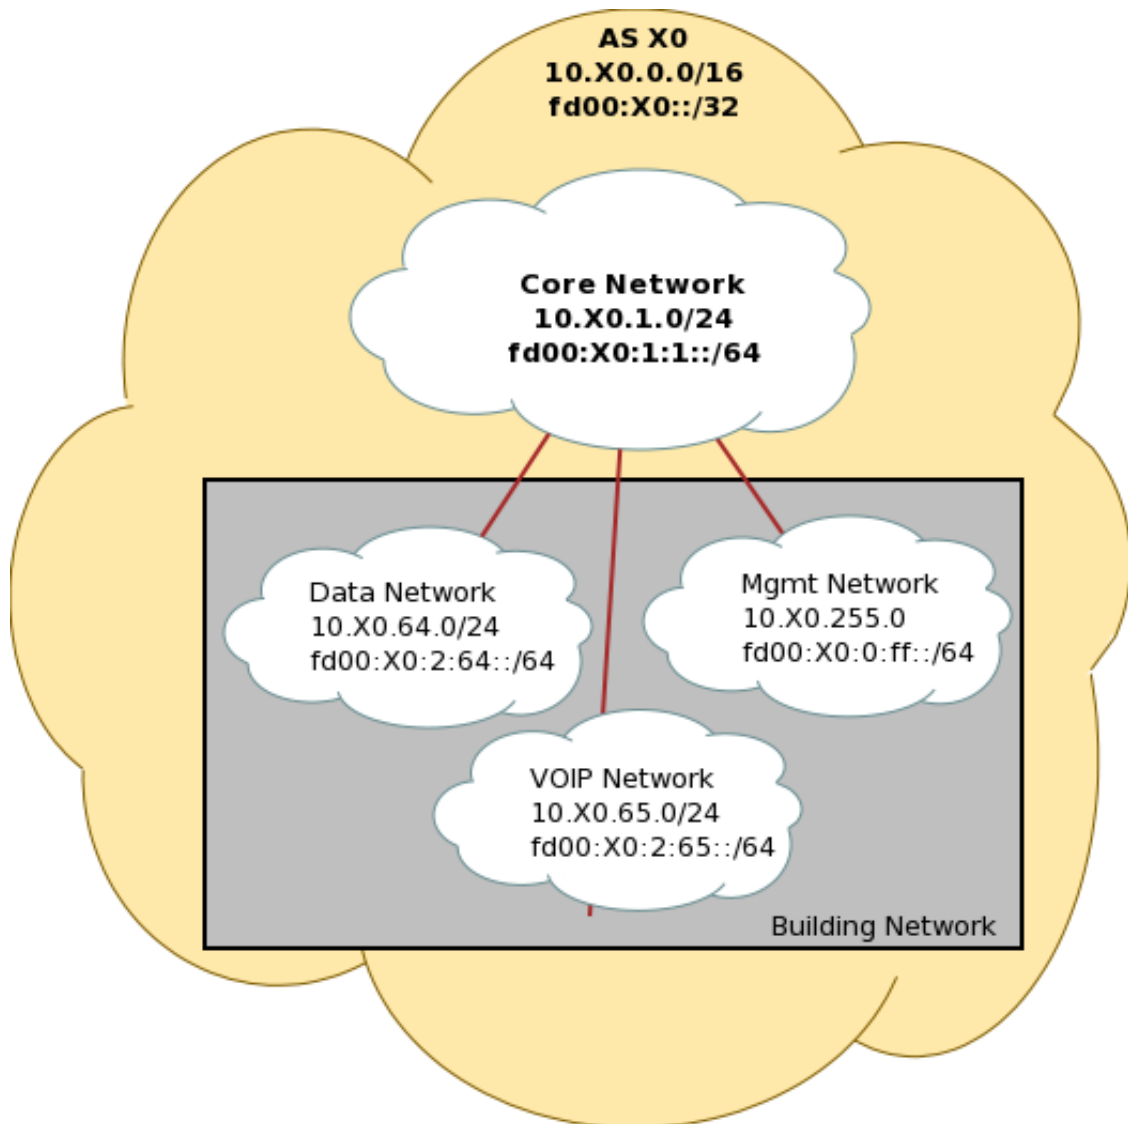 AS X0
10.X0.0.0/16
fd00:X0::/32
Core Network
10.X0.1.0/24
fd00:X0:1:1::/64
Data Network
10.X0.64.0/24
fd00:X0:2:64::/64
Mgmt Network
10.X0.255.0
fd00:X0:0:ff::/64
VOIP Network
10.X0.65.0/24
fd00:X0:2:65::/64
Building Network